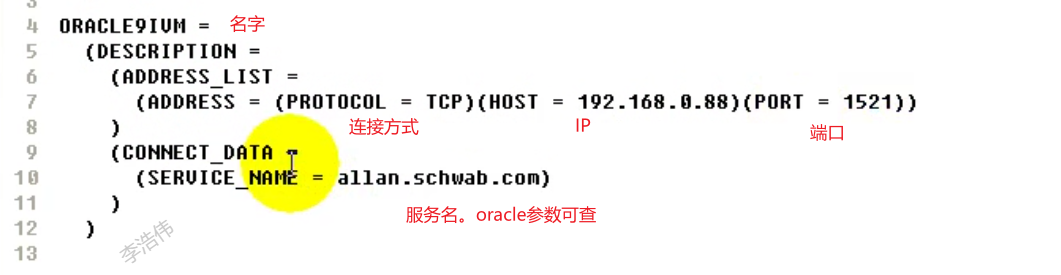 3
4 ORACLE9IVM = 名字
5 (DESCRIPTION =
6 (ADDRESS_LIST =
7 (ADDRESS = (PROTOCOL = TCP)(HOST = 192.168.0.88)(PORT = 1521))
连接方式 IP 端口
8 )
9 (CONNECT_DATA =
10 (SERVICE_NAME = allan.schwab.com)
11 )
服务名。oracle参数可查
12 )
13
李浩伟